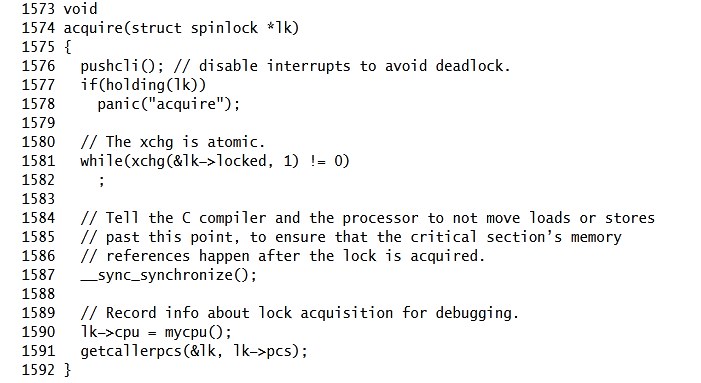 1573 void
1574 acquire(struct spinlock *lk)
1575 {
1576   pushcli(); // disable interrupts to avoid deadlock.
1577   if(holding(lk))
1578     panic("acquire");
1579
1580   // The xchg is atomic.
1581   while(xchg(&lk−>locked, 1) != 0)
1582     ;
1583
1584   // Tell the C compiler and the processor to not move loads or stores
1585   // past this point, to ensure that the critical section’s memory
1586   // references happen after the lock is acquired.
1587   __sync_synchronize();
1588
1589   // Record info about lock acquisition for debugging.
1590   lk−>cpu = mycpu();
1591   getcallerpcs(&lk, lk−>pcs);
1592 }